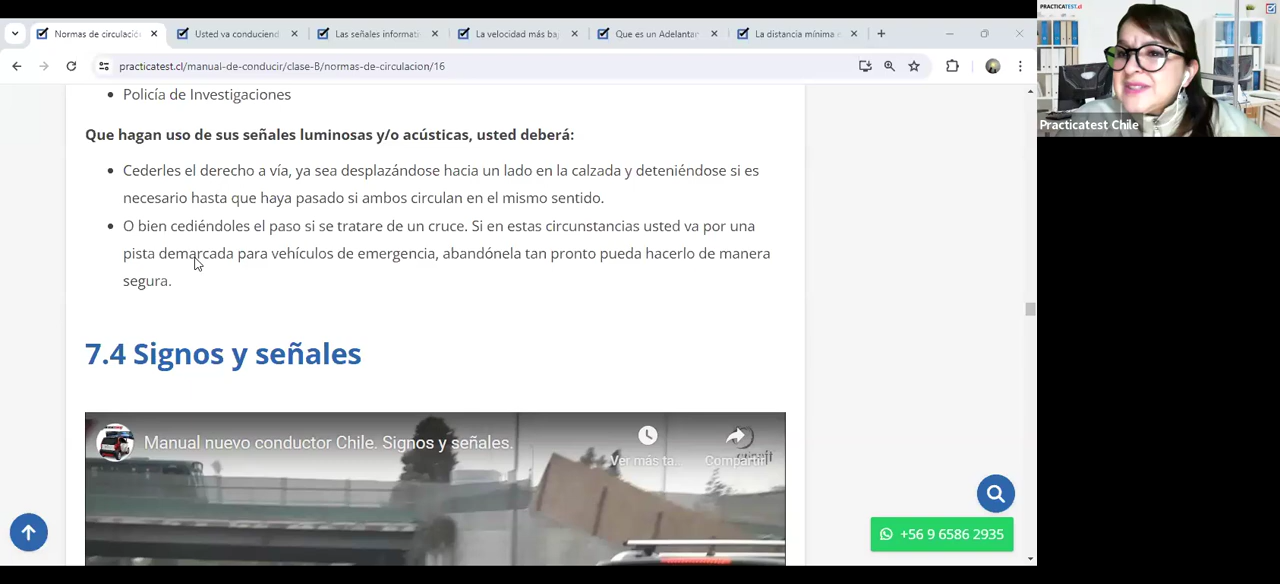 Normas de circulació
Usted va conduciend
Las señales informat
La velocidad más ba
Que es un Adelantar
La distancia mínima e
practicatest.cl/manual-de-conducir/clase-B/normas-de-circulacion/16
PRACTICATEST.cl
Practicatest Chile
• Policía de Investigaciones
Que hagan uso de sus señales luminosas y/o acústicas, usted deberá:
• Cederles el derecho a vía, ya sea desplazándose hacia un lado en la calzada y deteniéndose si es
necesario hasta que haya pasado si ambos circulan en el mismo sentido.
• O bien cediéndoles el paso si se tratare de un cruce. Si en estas circunstancias usted va por una
pista demarcada para vehículos de emergencia, abandónela tan pronto pueda hacerlo de manera
segura.
7.4 Signos y señales
Manual nuevo conductor Chile. Signos y señales.
Ver más ta...
Compartir
+56 9 6586 2935